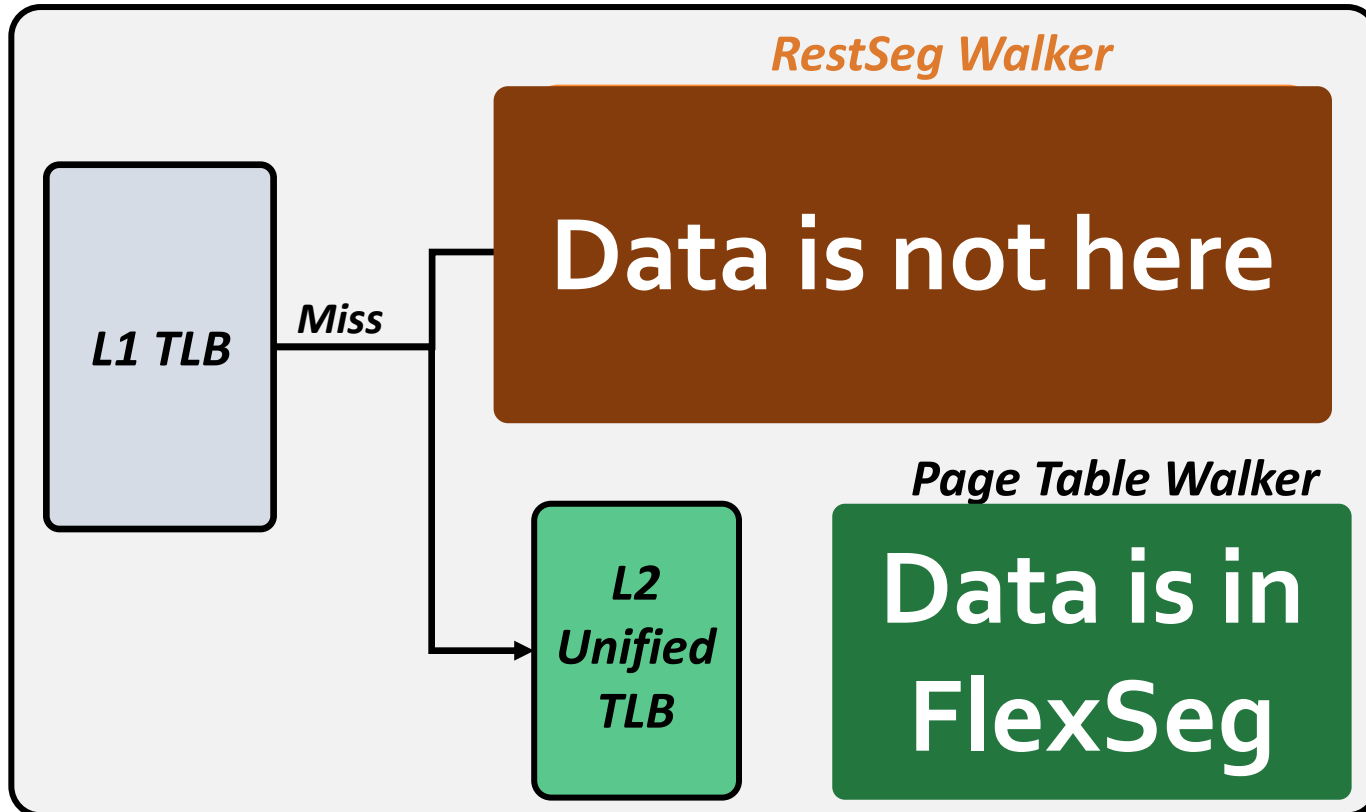 RestSeg Walker
Data is not here
L1 TLB
Miss
Page Table Walker
L2
Unified
TLB
Data is in
FlexSeg